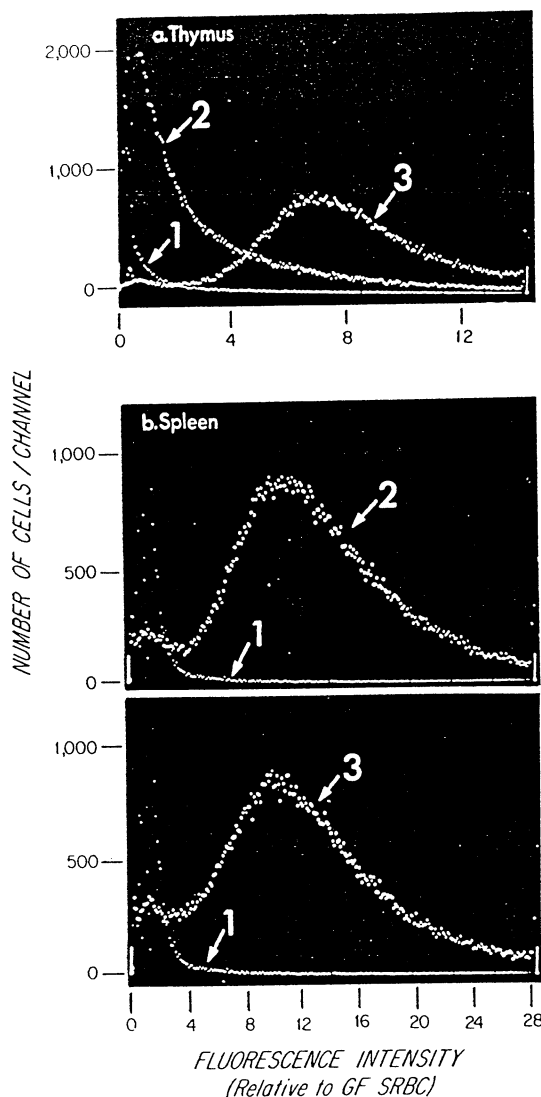 a.Thymus
2,000
1,000
0
2
1
3
0 4 8 12
NUMBER OF CELLS / CHANNEL
b.Spleen
1,000
500
0
2
1
1,000
500
0
3
1
0 4 8 12 16 20 24 28
FLUORESCENCE INTENSITY
(Relative to GF SRBC)